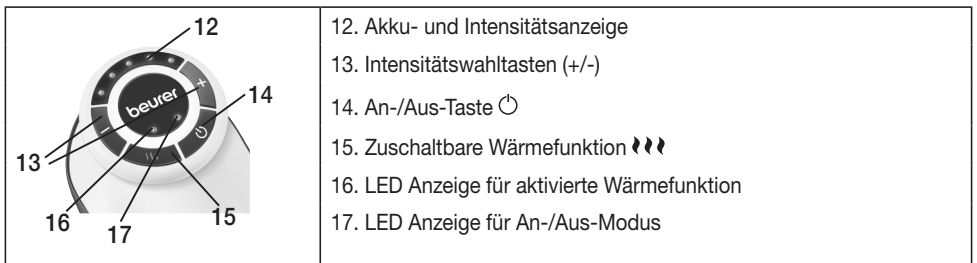 12
beurer
14
13
16
17
15
12. Akku- und Intensitätsanzeige
13. Intensitätswahltasten (+/-)
14. An-/Aus-Taste ⏻
15. Zuschaltbare Wärmefunktion
16. LED Anzeige für aktivierte Wärmefunktion
17. LED Anzeige für An-/Aus-Modus